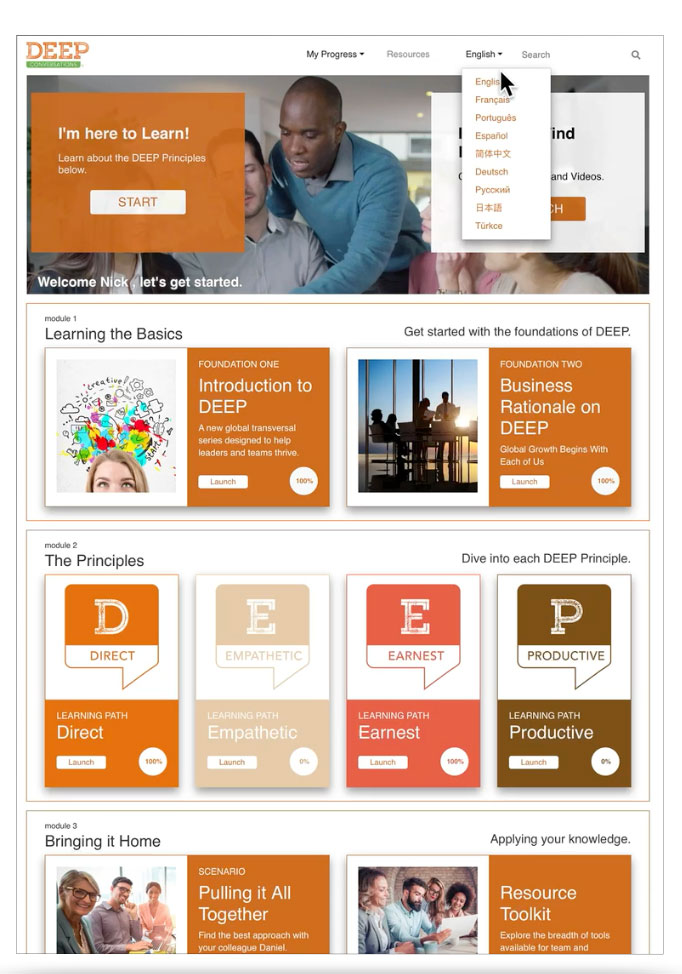 DEEP
CONVERSATIONS
My Progress
Resources
English
Search
Englis
Français
Português
Español
简体中文
Deutsch
Русский
日本語
Türkce
I'm here to Learn!
Learn about the DEEP Principles
below.
START
ind
and Videos.
CH
Welcome Nick , let's get started.
module 1
Learning the Basics
Get started with the foundations of DEEP.
creative!
START
FOUNDATION ONE
Introduction to
DEEP
A new global transversal
series designed to help
leaders and teams thrive.
Launch
100%
FOUNDATION TWO
Business
Rationale on
DEEP
Global Growth Begins With
Each of Us
Launch
100%
module 2
The Principles
Dive into each DEEP Principle.
D
DIRECT
LEARNING PATH
Direct
Launch
100%
E
EMPATHETIC
LEARNING PATH
Empathetic
Launch
0%
E
EARNEST
LEARNING PATH
Earnest
Launch
100%
P
PRODUCTIVE
LEARNING PATH
Productive
Launch
0%
module 3
Bringing it Home
Applying your knowledge.
SCENARIO
Pulling it All
Together
Find the best approach with
your colleague Daniel.
Resource
Toolkit
Explore the breadth of tools
available for team and